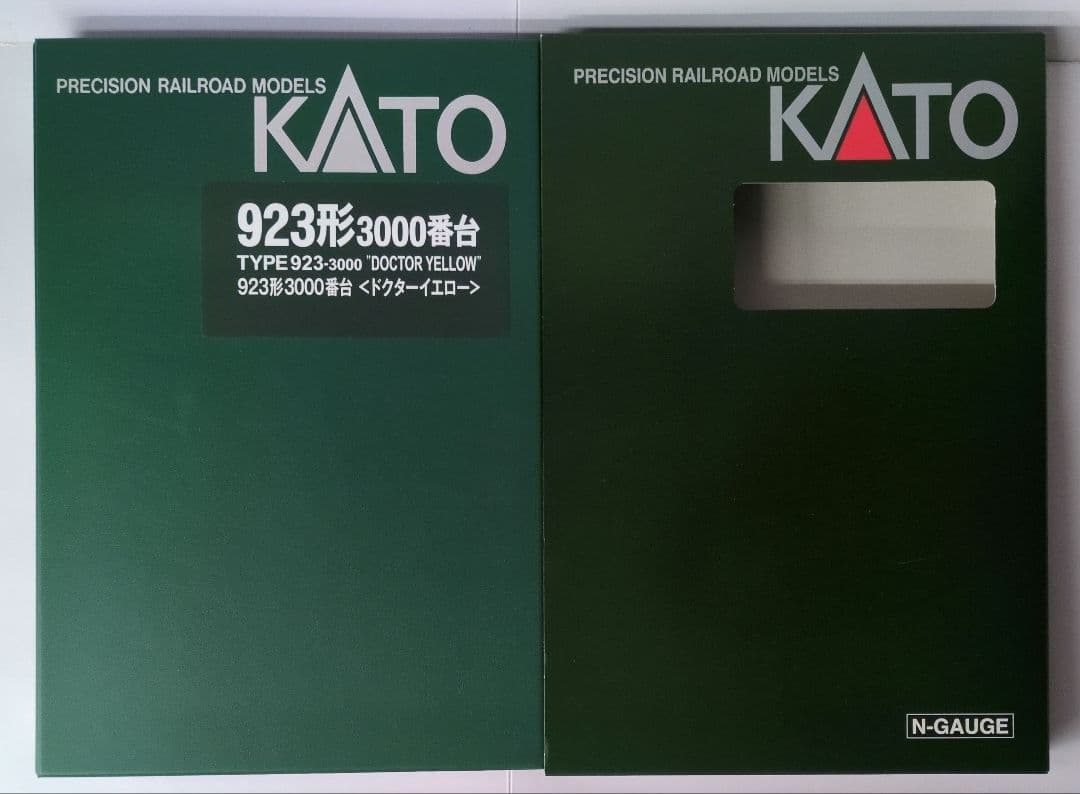 PRECISION RAILROAD MODELS
KATO
923形3000番台
TYPE923-3000 "DOCTOR YELLOW"
923形3000番台 <ドクターイエロー>
PRECISION RAILROAD MODELS
KATO
N-GAUGE